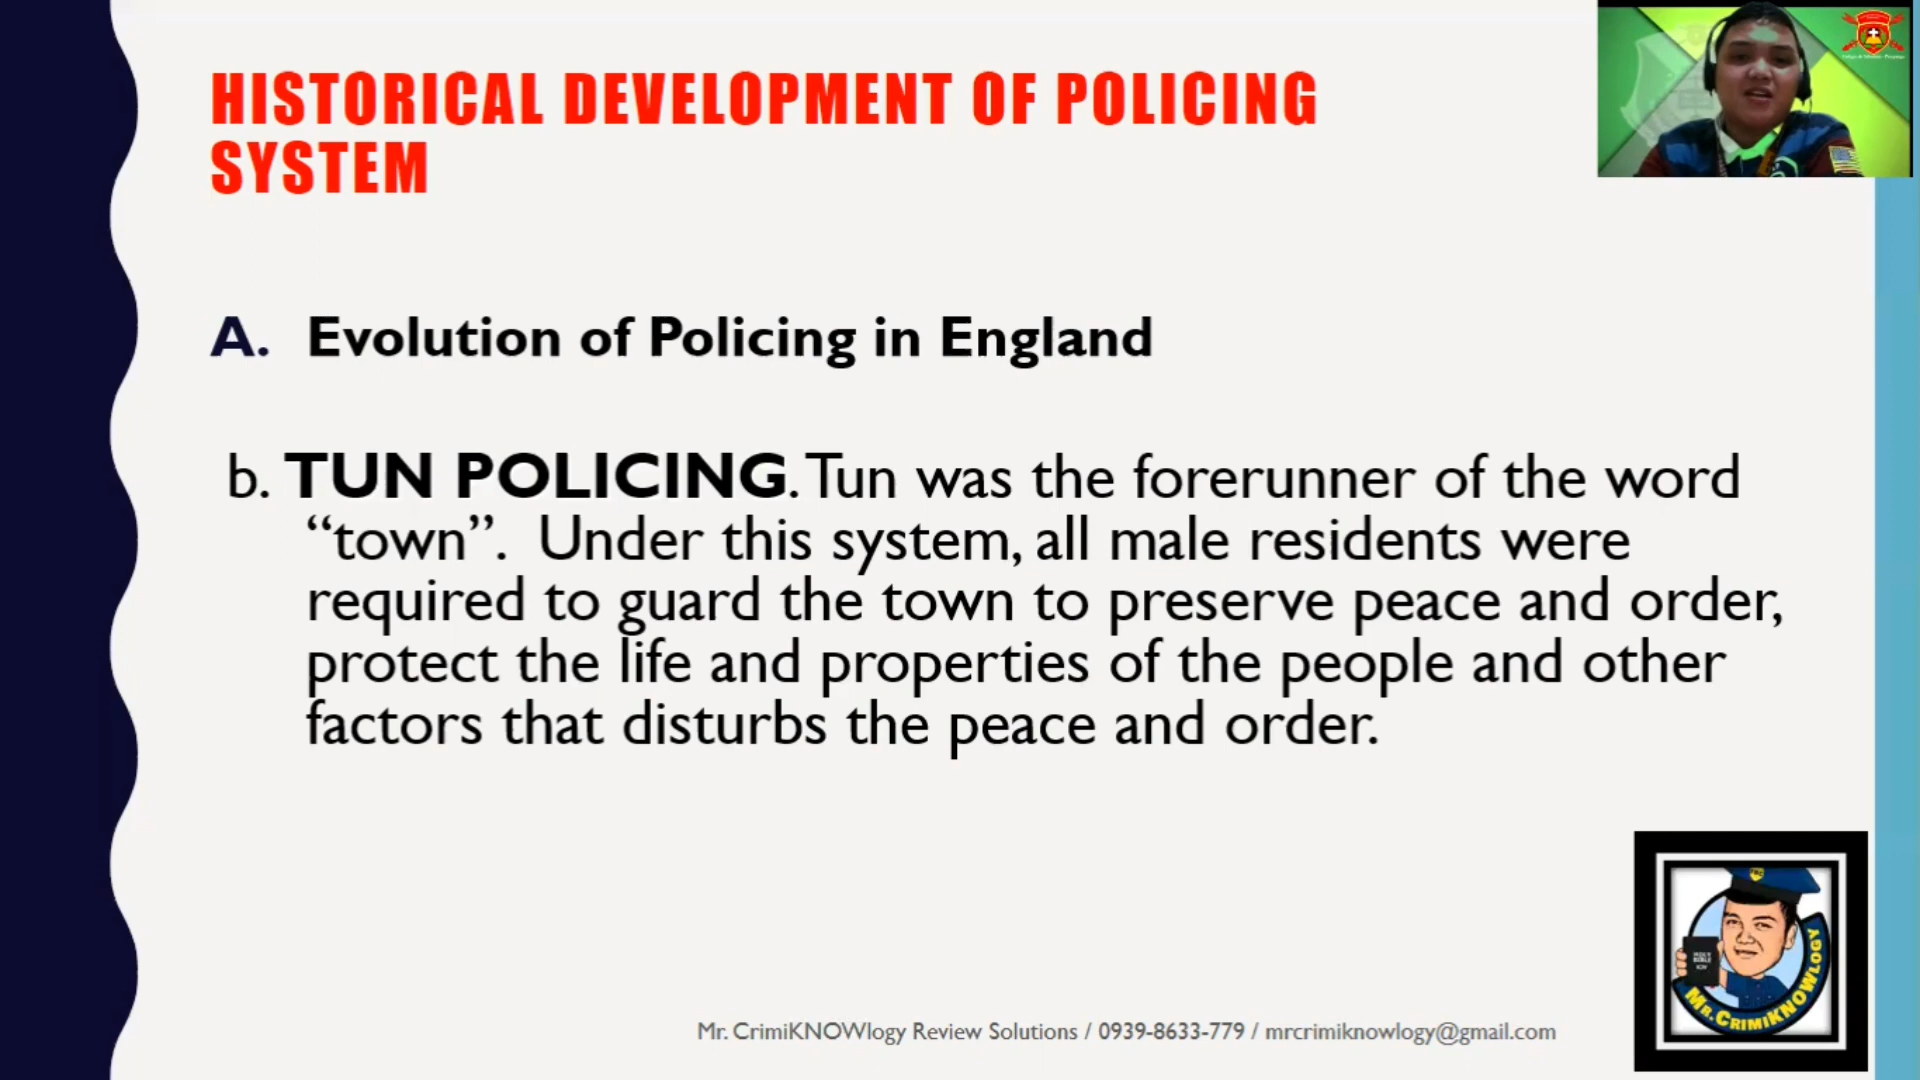 HISTORICAL DEVELOPMENT OF POLICING
SYSTEM
A. Evolution of Policing in England
b. TUN POLICING. Tun was the forerunner of the word
“town”. Under this system, all male residents were
required to guard the town to preserve peace and order,
protect the life and properties of the people and other
factors that disturbs the peace and order.
HOLY
BIBLE
KJV
MR. CRIMIKNOWLOGY
Mr. CrimiKNOWlogy Review Solutions / 0939-8633-779 / mrcrimiknowlogy@gmail.com